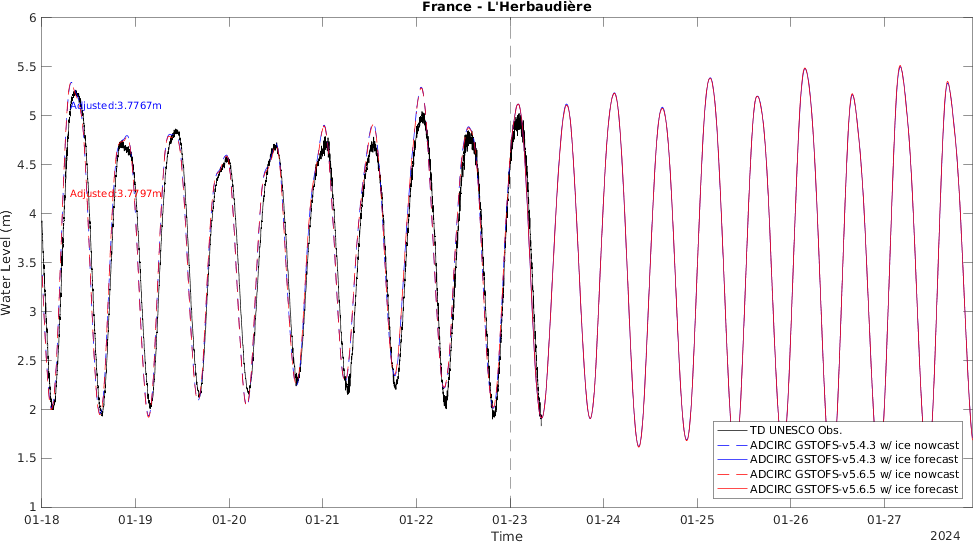 France - L'Herbaudière
6
5.5
5
4.5
4
3.5
3
2.5
2
1.5
1
Water Level (m)
Adjusted:3.7767m
Adjusted:3.7797m
TD UNESCO Obs.
ADCIRC GSTOFS-v5.4.3 w/ ice nowcast
ADCIRC GSTOFS-v5.4.3 w/ ice forecast
ADCIRC GSTOFS-v5.6.5 w/ ice nowcast
ADCIRC GSTOFS-v5.6.5 w/ ice forecast
01-18 01-19 01-20 01-21 01-22 01-23 01-24 01-25 01-26 01-27
Time
2024